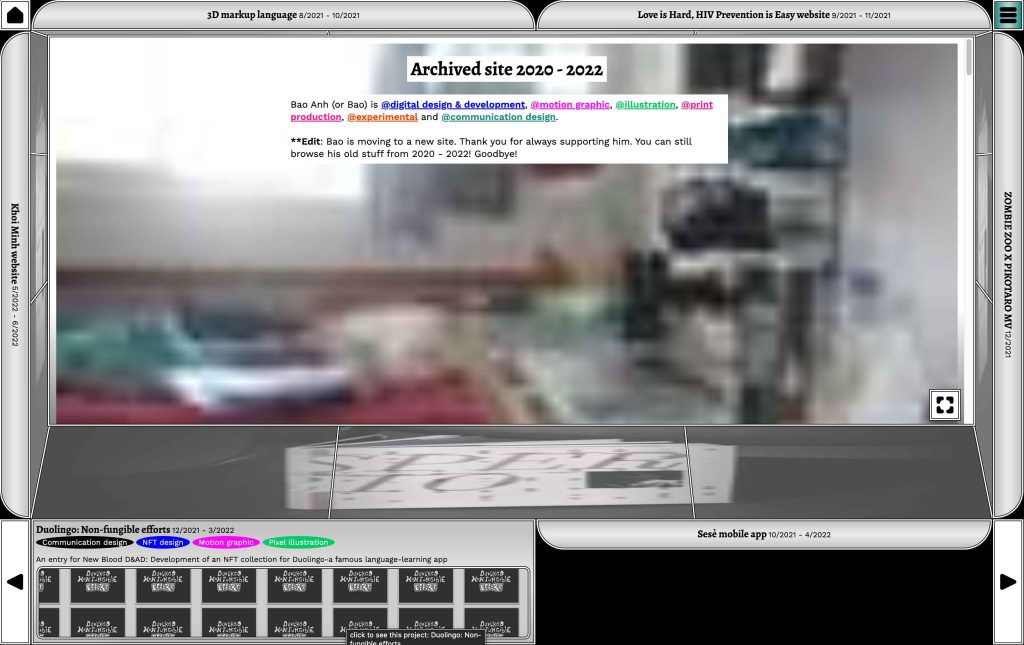 3D markup language 8/2021 - 10/2021
Love is Hard, HIV Prevention is Easy website 9/2021 - 11/2021
Khoi Minh website 5/2022 - 6/2022
Archived site 2020 - 2022
Bao Anh (or Bao) is @digital design & development, @motion graphic, @illustration, @print
production, @experimental and @communication design.
**Edit: Bao is moving to a new site. Thank you for always supporting him. You can still
browse his old stuff from 2020 - 2022! Goodbye!
ZOMBIE ZOO X PIKOTARO MV 12/2021
Duolingo: Non-fungible efforts 12/2021 - 3/2022
Communication design NFT design Motion graphic Pixel illustration
An entry for New Blood D&AD: Development of an NFT collection for Duolingo-a famous language-learning app
click to see this project: Duolingo: Non-
fungible efforts
Sesẻ mobile app 10/2021 - 4/2022